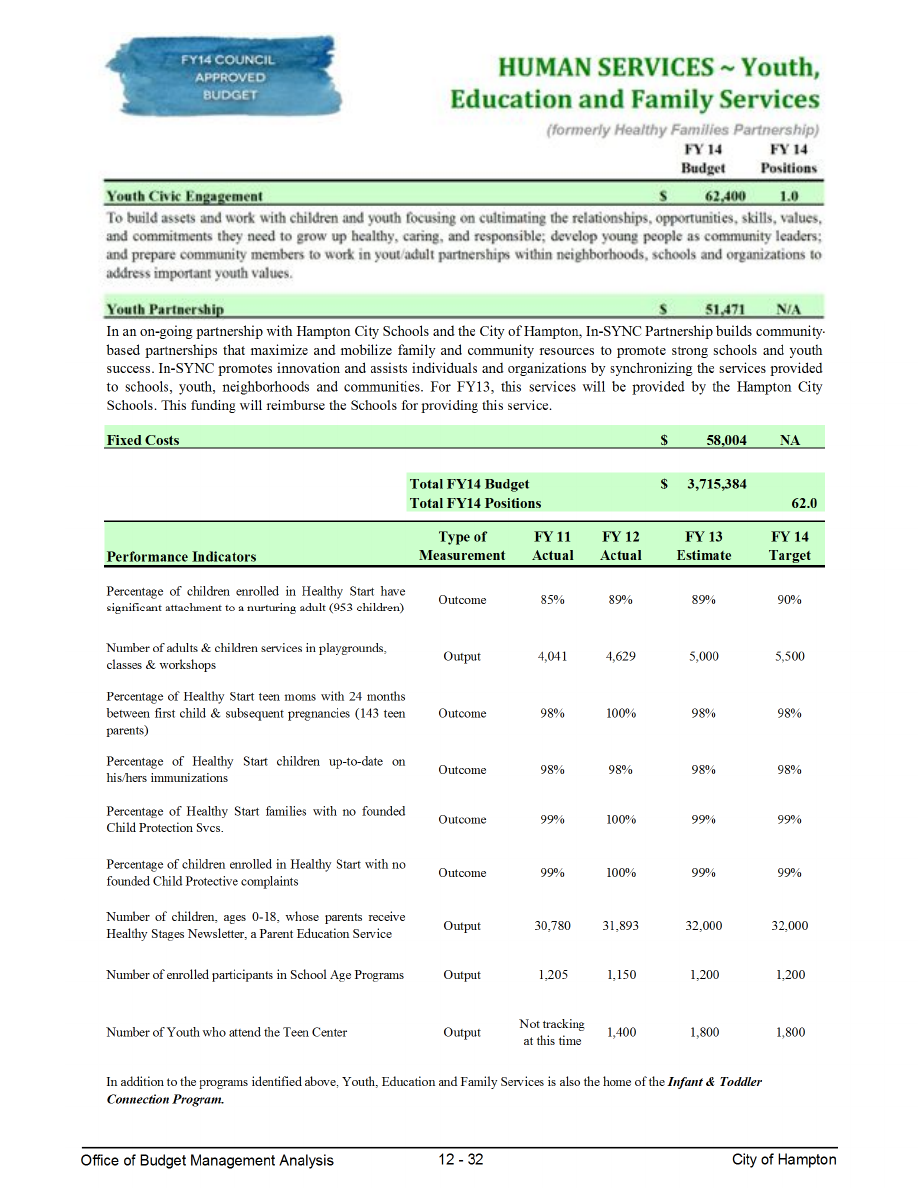 FY14 COUNCIL
APPROVED
BUDGET
HUMAN SERVICES ~ Youth,
Education and Family Services
(formerly Healthy Families Partnership)
FY 14 FY 14
Budget Positions
Youth Civic Engagement $ 62,400 1.0
To build assets and work with children and youth focusing on cultimating the relationships, opportunities, skills, values,
and commitments they need to grow up healthy, caring, and responsible; develop young people as community leaders;
and prepare community members to work in yout/adult partnerships within neighborhoods, schools and organizations to
address important youth values.
Youth Partnership $ 51,471 N/A
In an on-going partnership with Hampton City Schools and the City of Hampton, In-SYNC Partnership builds community-
based partnerships that maximize and mobilize family and community resources to promote strong schools and youth
success. In-SYNC promotes innovation and assists individuals and organizations by synchronizing the services provided
to schools, youth, neighborhoods and communities. For FY13, this services will be provided by the Hampton City
Schools. This funding will reimburse the Schools for providing this service.
Fixed Costs $ 58,004 NA
Total FY14 Budget $ 3,715,384
Total FY14 Positions 62.0
Type of FY 11 FY 12 FY 13 FY 14
Performance Indicators Measurement Actual Actual Estimate Target
Percentage of children enrolled in Healthy Start have
significant attachment to a nurturing adult (953 children) Outcome 85% 89% 89% 90%
Number of adults & children services in playgrounds,
classes & workshops Output 4,041 4,629 5,000 5,500
Percentage of Healthy Start teen moms with 24 months
between first child & subsequent pregnancies (143 teen Outcome 98% 100% 98% 98%
parents)
Percentage of Healthy Start children up-to-date on
his/hers immunizations Outcome 98% 98% 98% 98%
Percentage of Healthy Start families with no founded
Child Protection Svcs. Outcome 99% 100% 99% 99%
Percentage of children enrolled in Healthy Start with no
founded Child Protective complaints Outcome 99% 100% 99% 99%
Number of children, ages 0-18, whose parents receive
Healthy Stages Newsletter, a Parent Education Service Output 30,780 31,893 32,000 32,000
Number of enrolled participants in School Age Programs Output 1,205 1,150 1,200 1,200
Number of Youth who attend the Teen Center Output Not tracking at this time 1,400 1,800 1,800
In addition to the programs identified above, Youth, Education and Family Services is also the home of the Infant & Toddler
Connection Program.
Office of Budget Management Analysis 12 - 32 City of Hampton